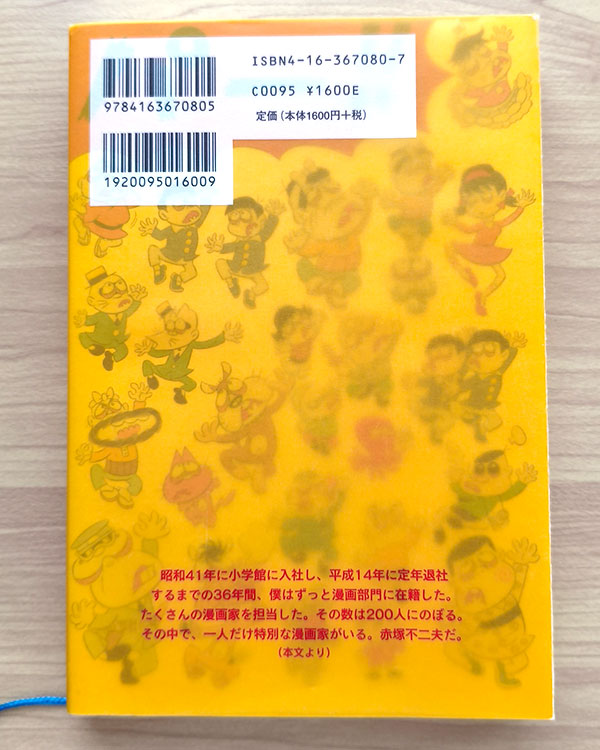 ISBN4-16-367080-7
C0095 ¥1600E
定価(本体1600円+税)
9784163670805
1920095016009
昭和41年に小学館に入社し、平成14年に定年退社
するまでの36年間、僕はずっと漫画部門に在籍した。
たくさんの漫画家を担当した。その数は200人にのぼる。
その中で、一人だけ特別な漫画家がいる。赤塚不二夫だ。
(本文より)